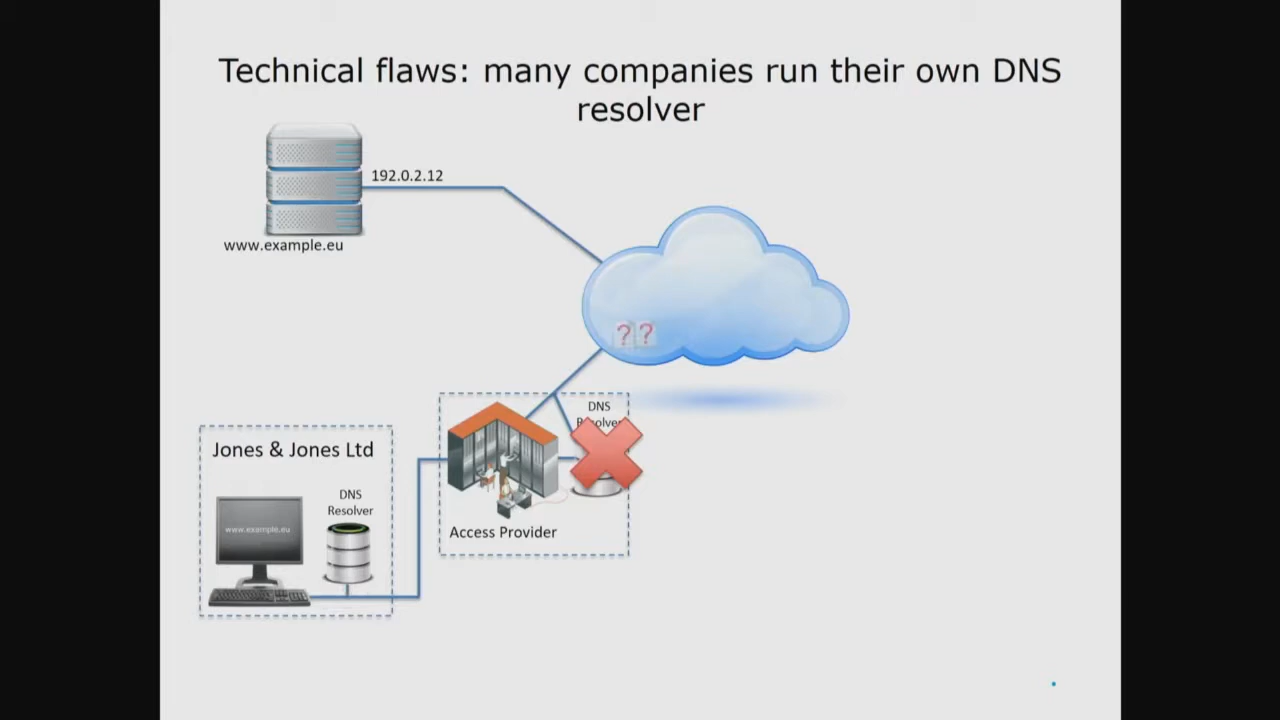 Technical flaws: many companies run their own DNS
resolver
192.0.2.12
www.example.eu
? ?
DNS
Jones & Jones Ltd
DNS
Resolver
www.example.eu
Access Provider